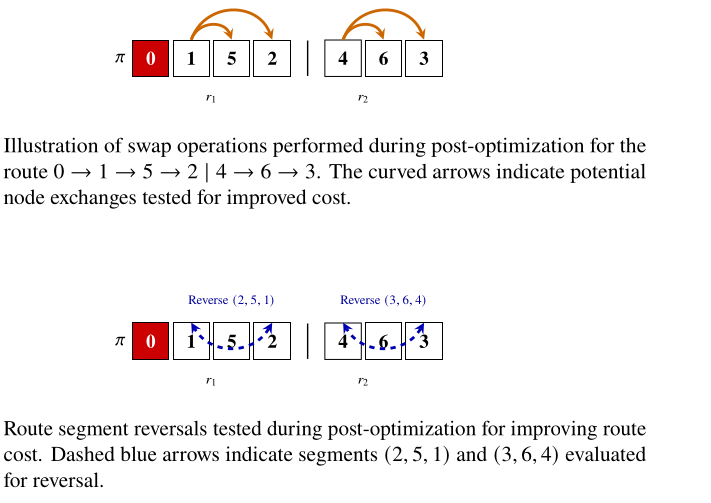 π 0 1 5 2 | 4 6 3
r₁ r₂
Illustration of swap operations performed during post-optimization for the
route 0 → 1 → 5 → 2 | 4 → 6 → 3. The curved arrows indicate potential
node exchanges tested for improved cost.
Reverse (2, 5, 1) Reverse (3, 6, 4)
π 0 1 5 2 | 4 6 3
r₁ r₂
Route segment reversals tested during post-optimization for improving route
cost. Dashed blue arrows indicate segments (2, 5, 1) and (3, 6, 4) evaluated
for reversal.